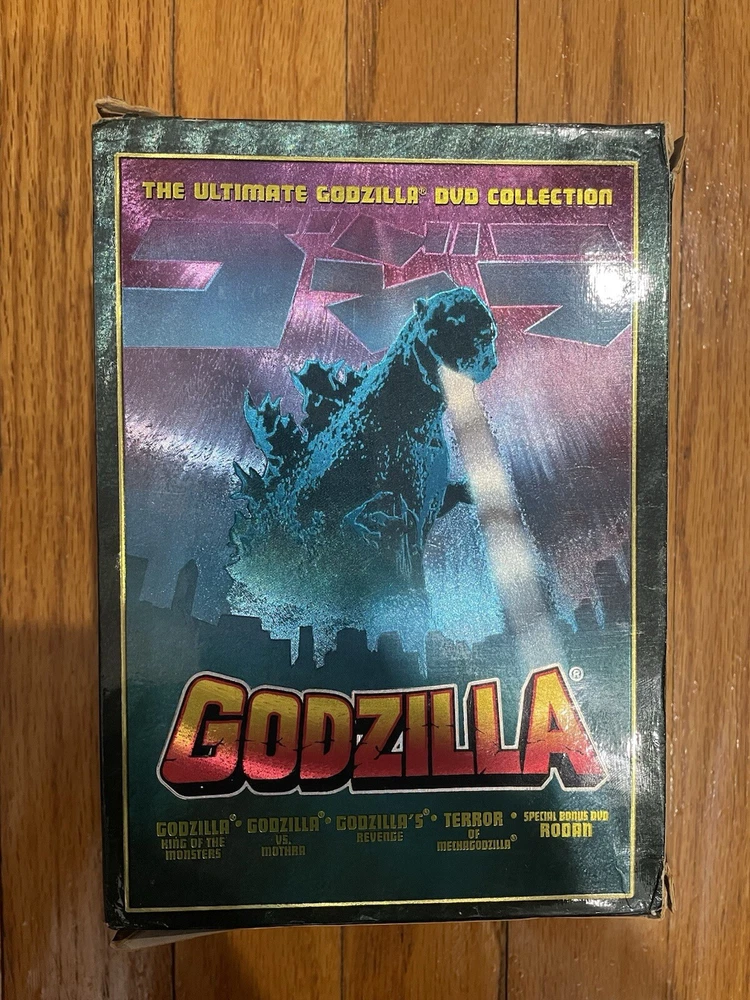 THE ULTIMATE GODZILLA® DVD COLLECTION
ゴジラ
GODZILLA®
GODZILLA®
KING OF THE
MONSTERS
•
GODZILLA®
VS.
MOTHRA
•
GODZILLA'S®
REVENGE
•
TERROR
OF
MECHAGODZILLA®
•
SPECIAL BONUS DVD
RODAN